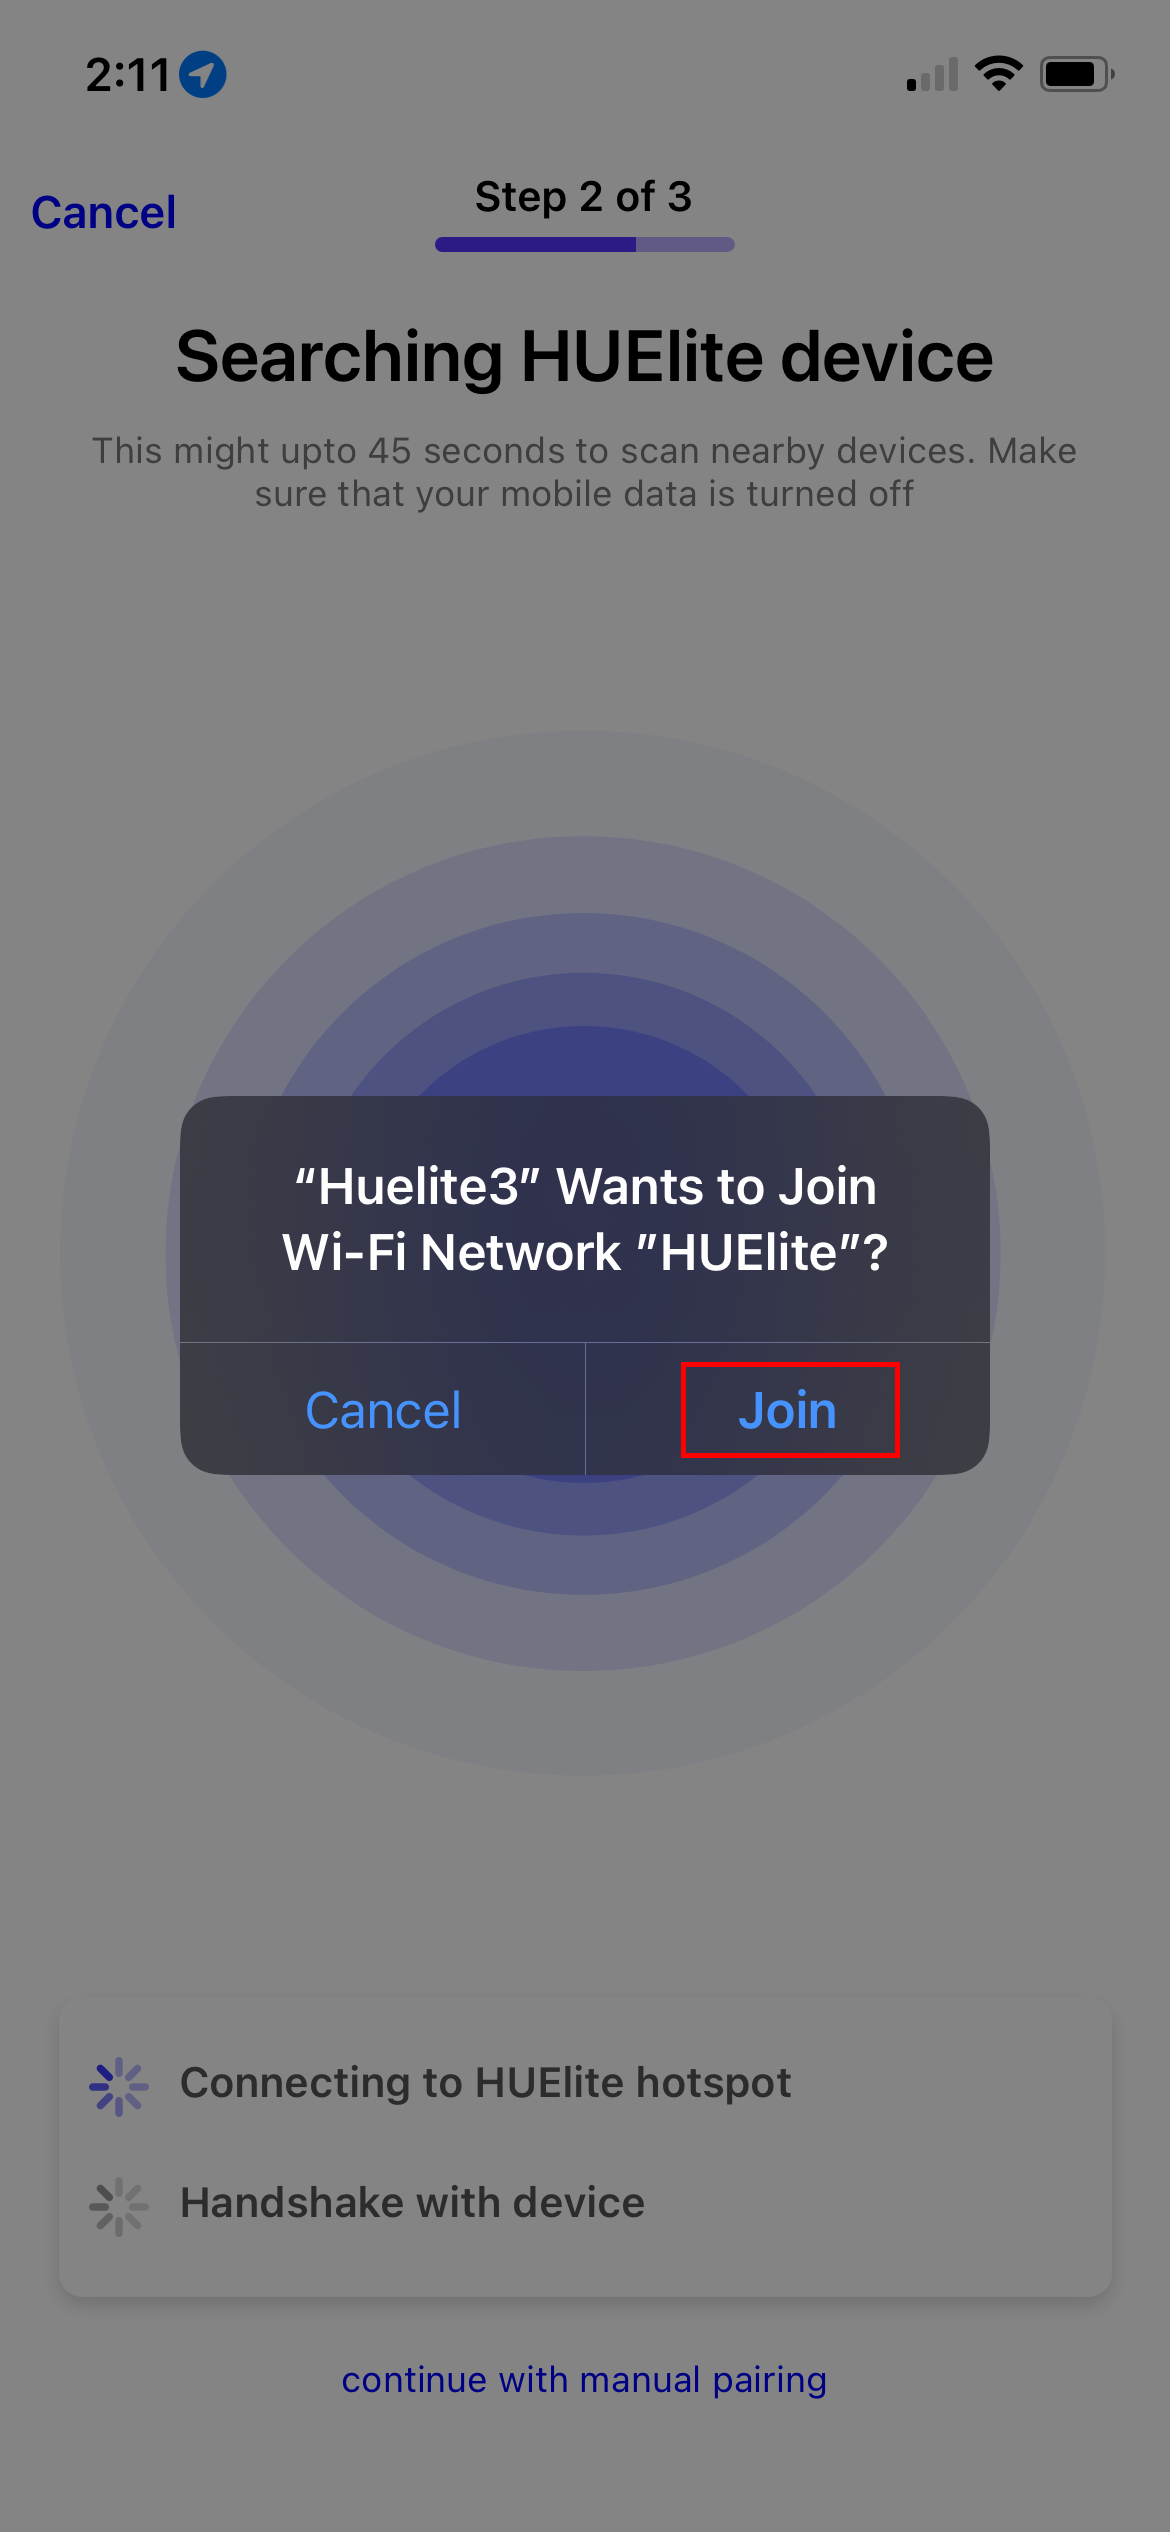 2:11
Cancel
Step 2 of 3
Searching HUElite device
This might upto 45 seconds to scan nearby devices. Make
sure that your mobile data is turned off
“Huelite3” Wants to Join
Wi-Fi Network ”HUElite”?
Cancel
Join
Connecting to HUElite hotspot
Handshake with device
continue with manual pairing